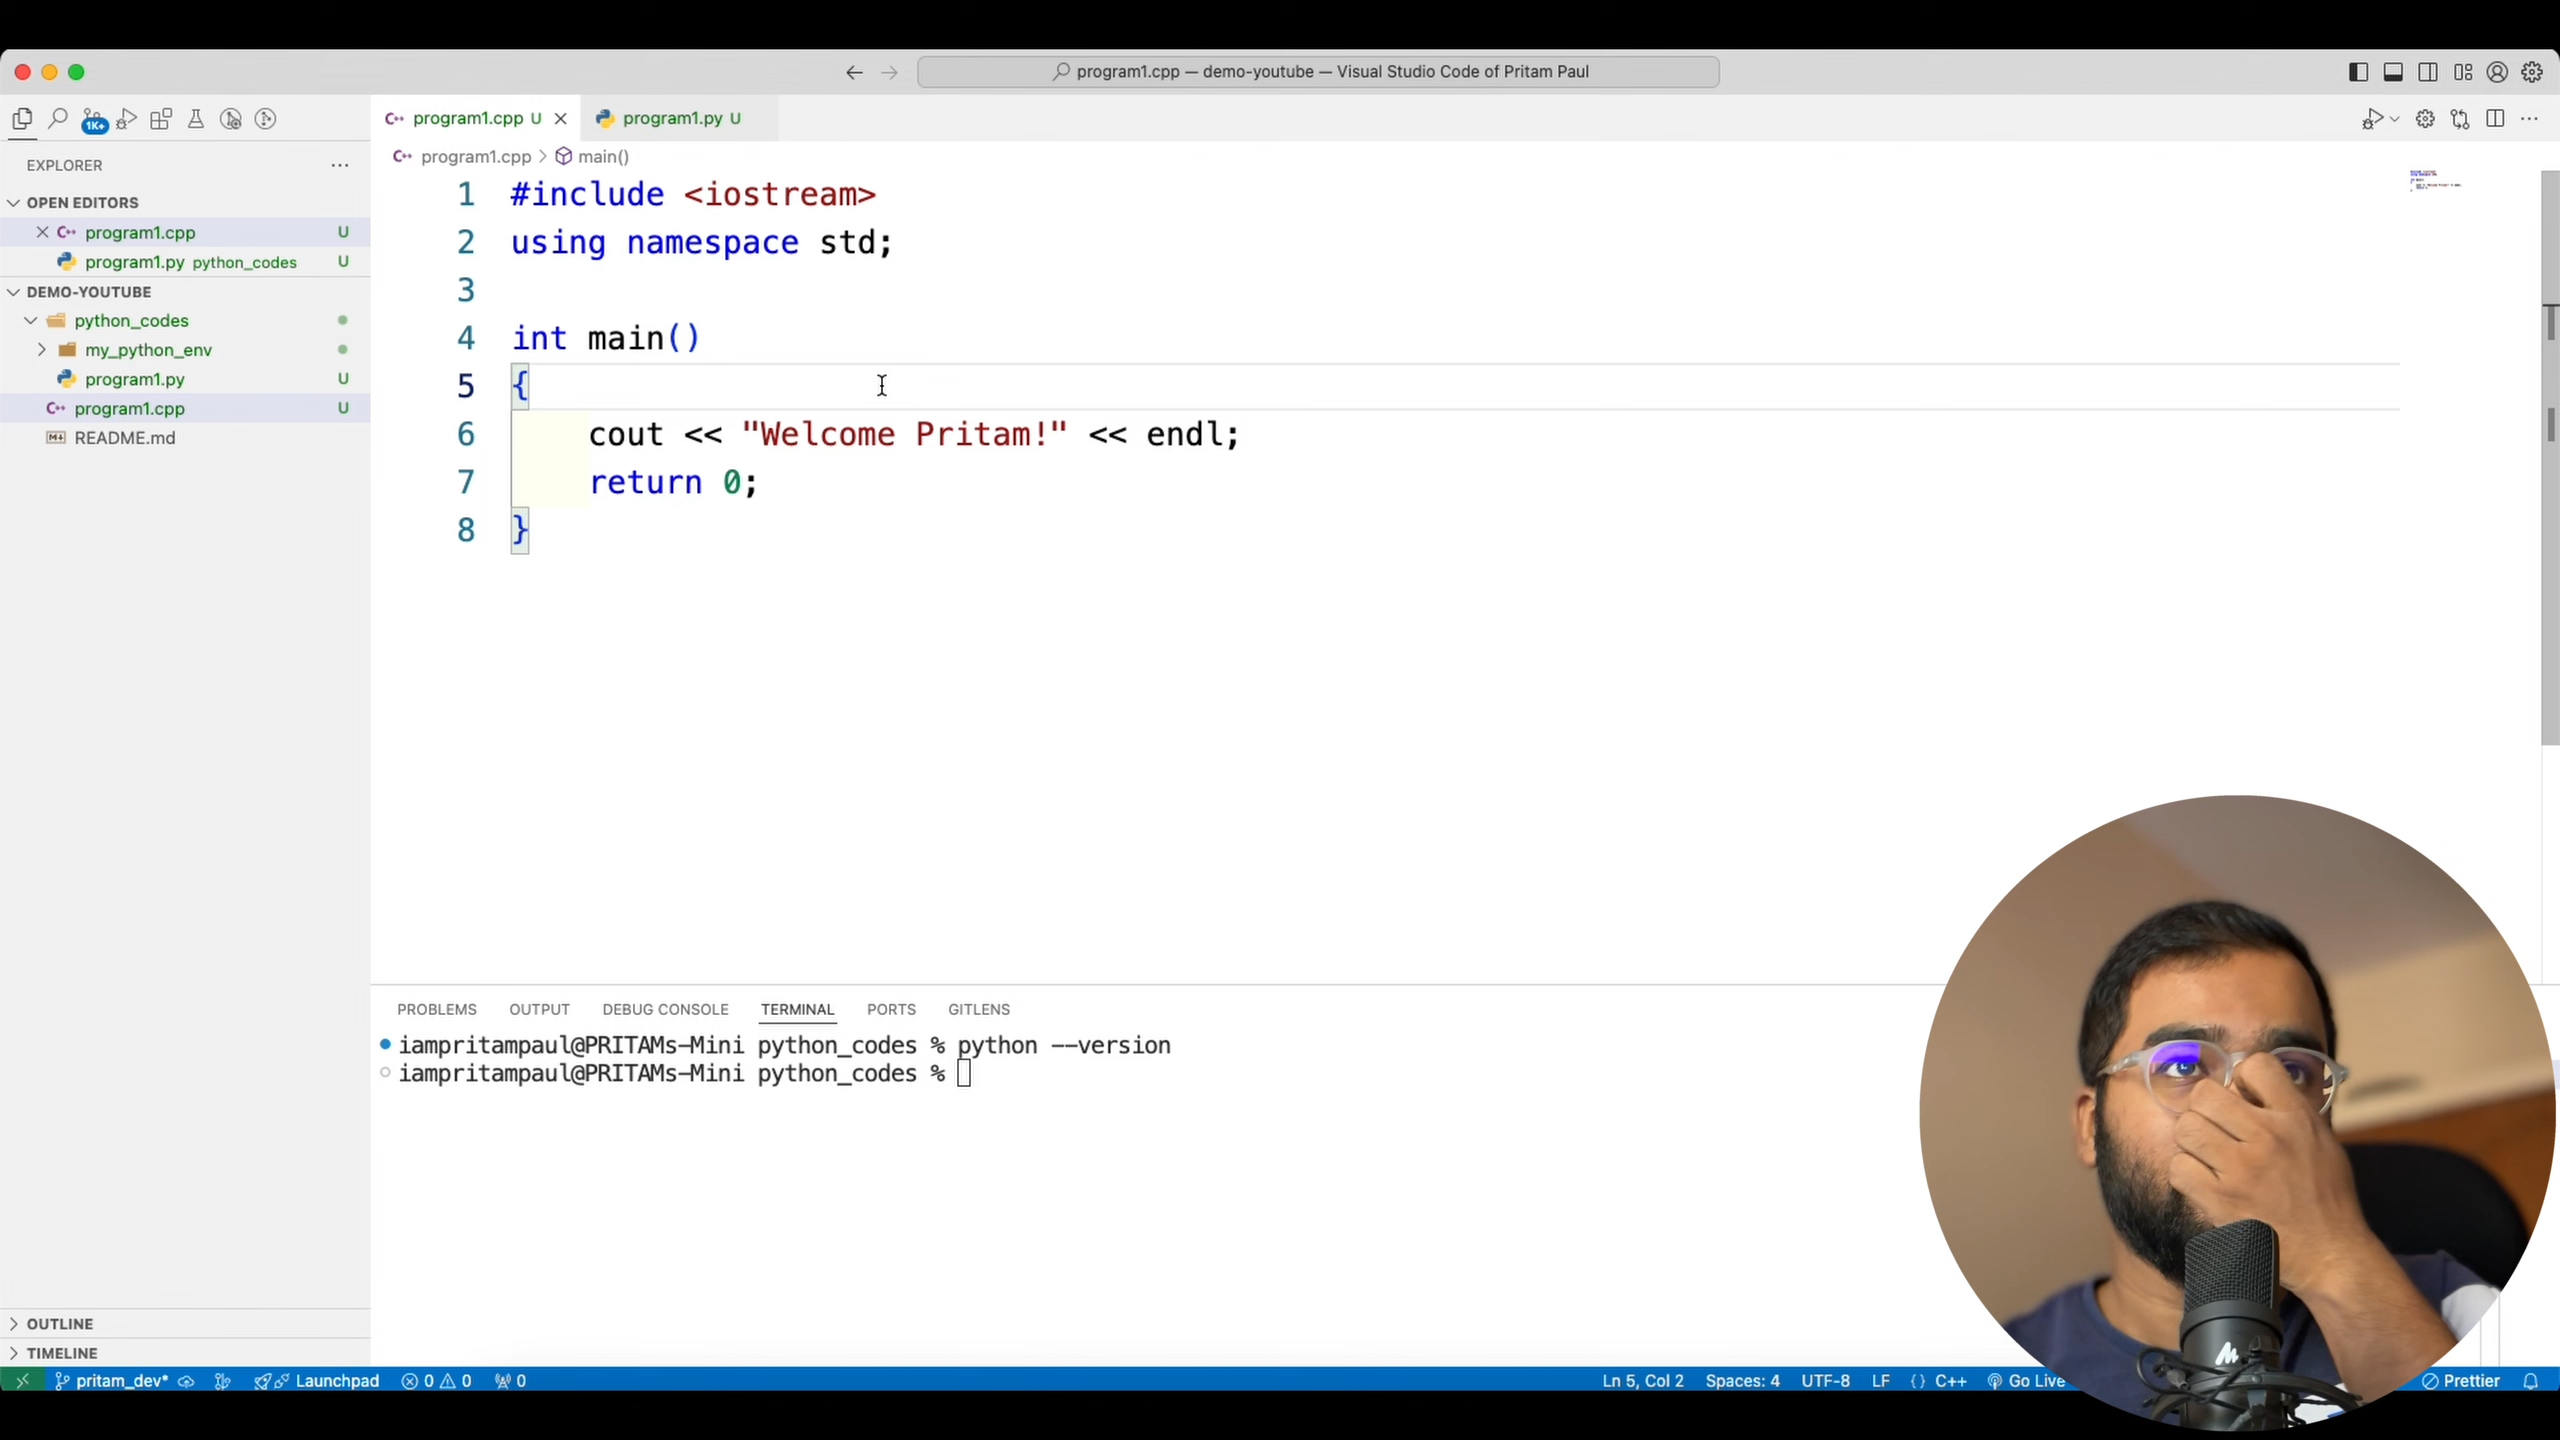 program1.cpp — demo-youtube — Visual Studio Code of Pritam Paul
1K+
program1.cpp U
program1.py U
EXPLORER
program1.cpp > main()
OPEN EDITORS
program1.cpp U
program1.py python_codes U
DEMO-YOUTUBE
python_codes
my_python_env
program1.py U
program1.cpp U
README.md
1 #include <iostream>
2 using namespace std;
3
4 int main()
5 {
6 cout << "Welcome Pritam!" << endl;
7 return 0;
8 }
PROBLEMS OUTPUT DEBUG CONSOLE TERMINAL PORTS GITLENS
iampritampaul@PRITAMs-Mini python_codes % python --version
iampritampaul@PRITAMs-Mini python_codes %
OUTLINE
TIMELINE
pritam_dev* Launchpad 0 0 0 Ln 5, Col 2 Spaces: 4 UTF-8 LF {} C++ Go Live Prettier